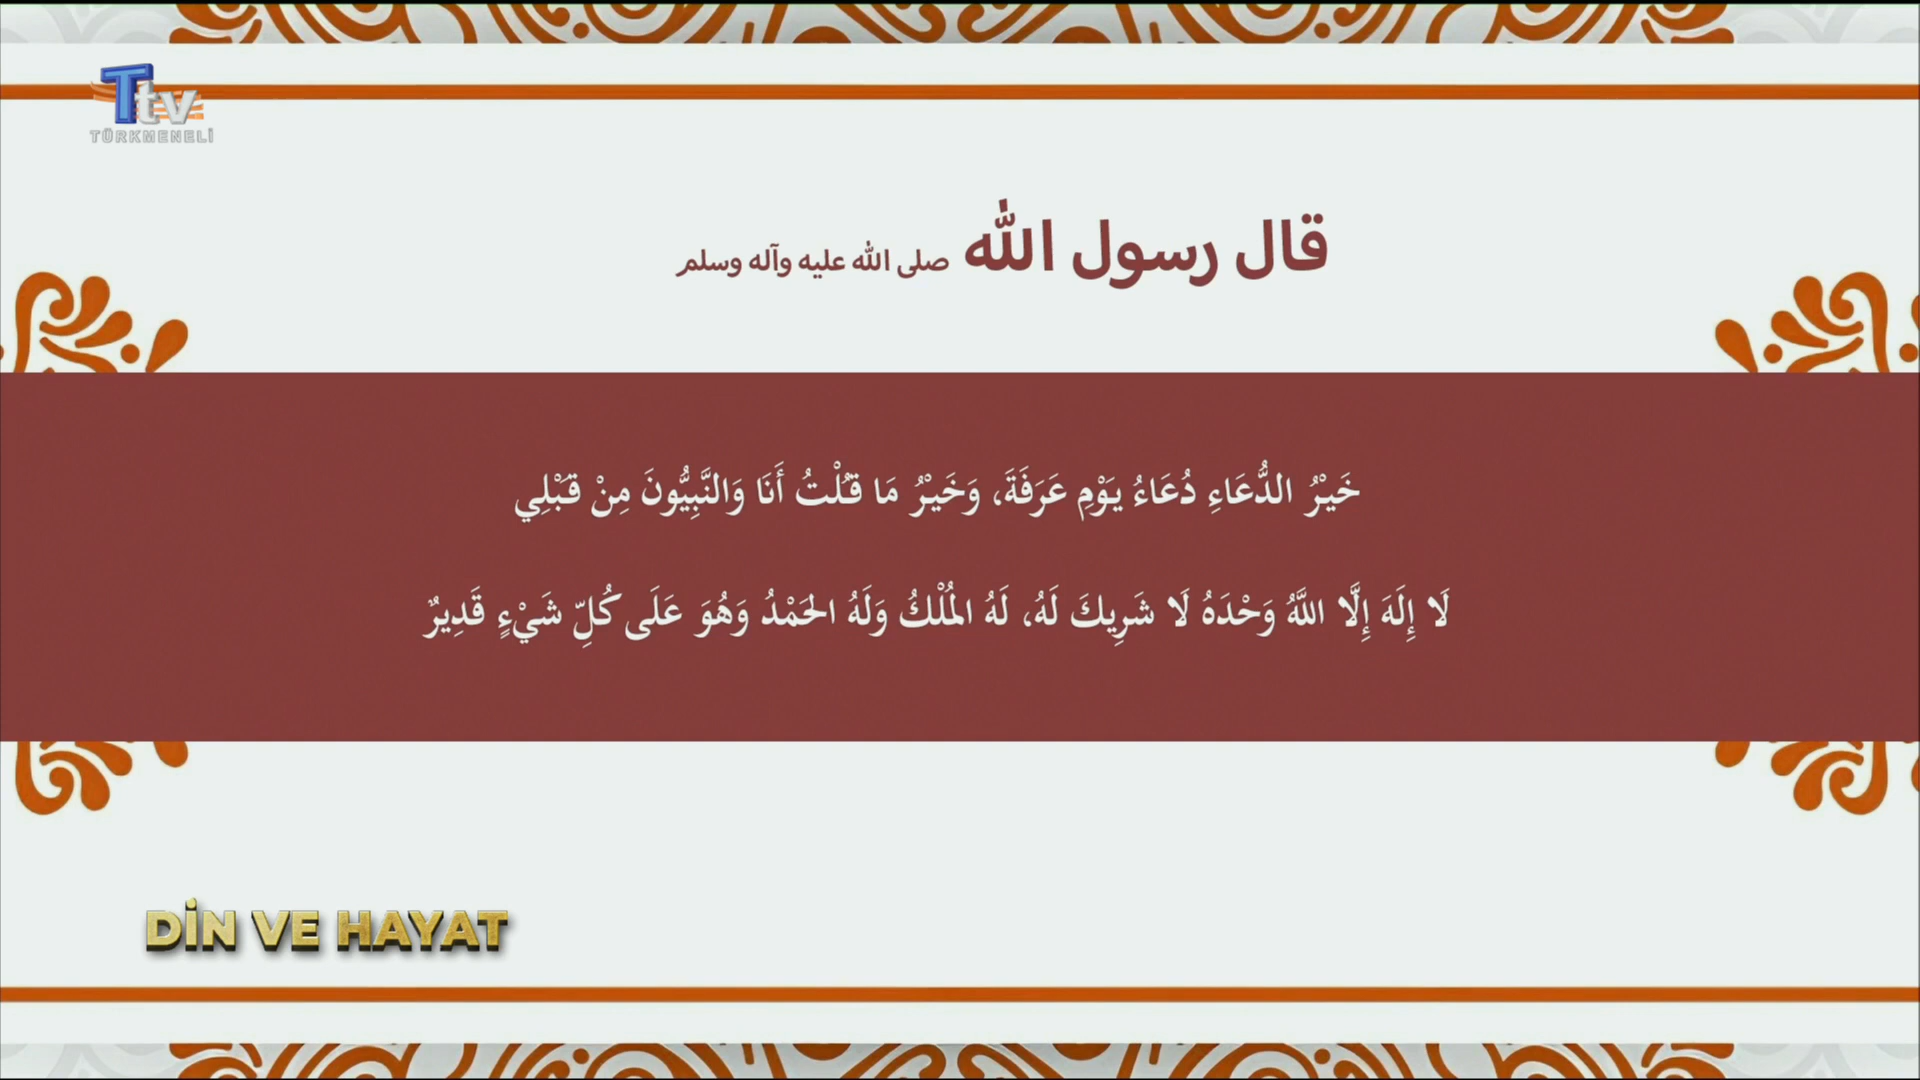 Ttv
TÜRKMENELİ
قال رسول الله صلى الله عليه وآله وسلم
خَيْرُ الدُّعَاءِ دُعَاءُ يَوْمِ عَرَفَةَ، وَخَيْرُ مَا قُلْتُ أَنَا وَالنَّبِيُّونَ مِنْ قَبْلِي
لَا إِلَهَ إِلَّا اللَّهُ وَحْدَهُ لَا شَرِيكَ لَهُ، لَهُ الْمُلْكُ وَلَهُ الحَمْدُ وَهُوَ عَلَى كُلِّ شَيْءٍ قَدِيرٌ
DİN VE HAYAT